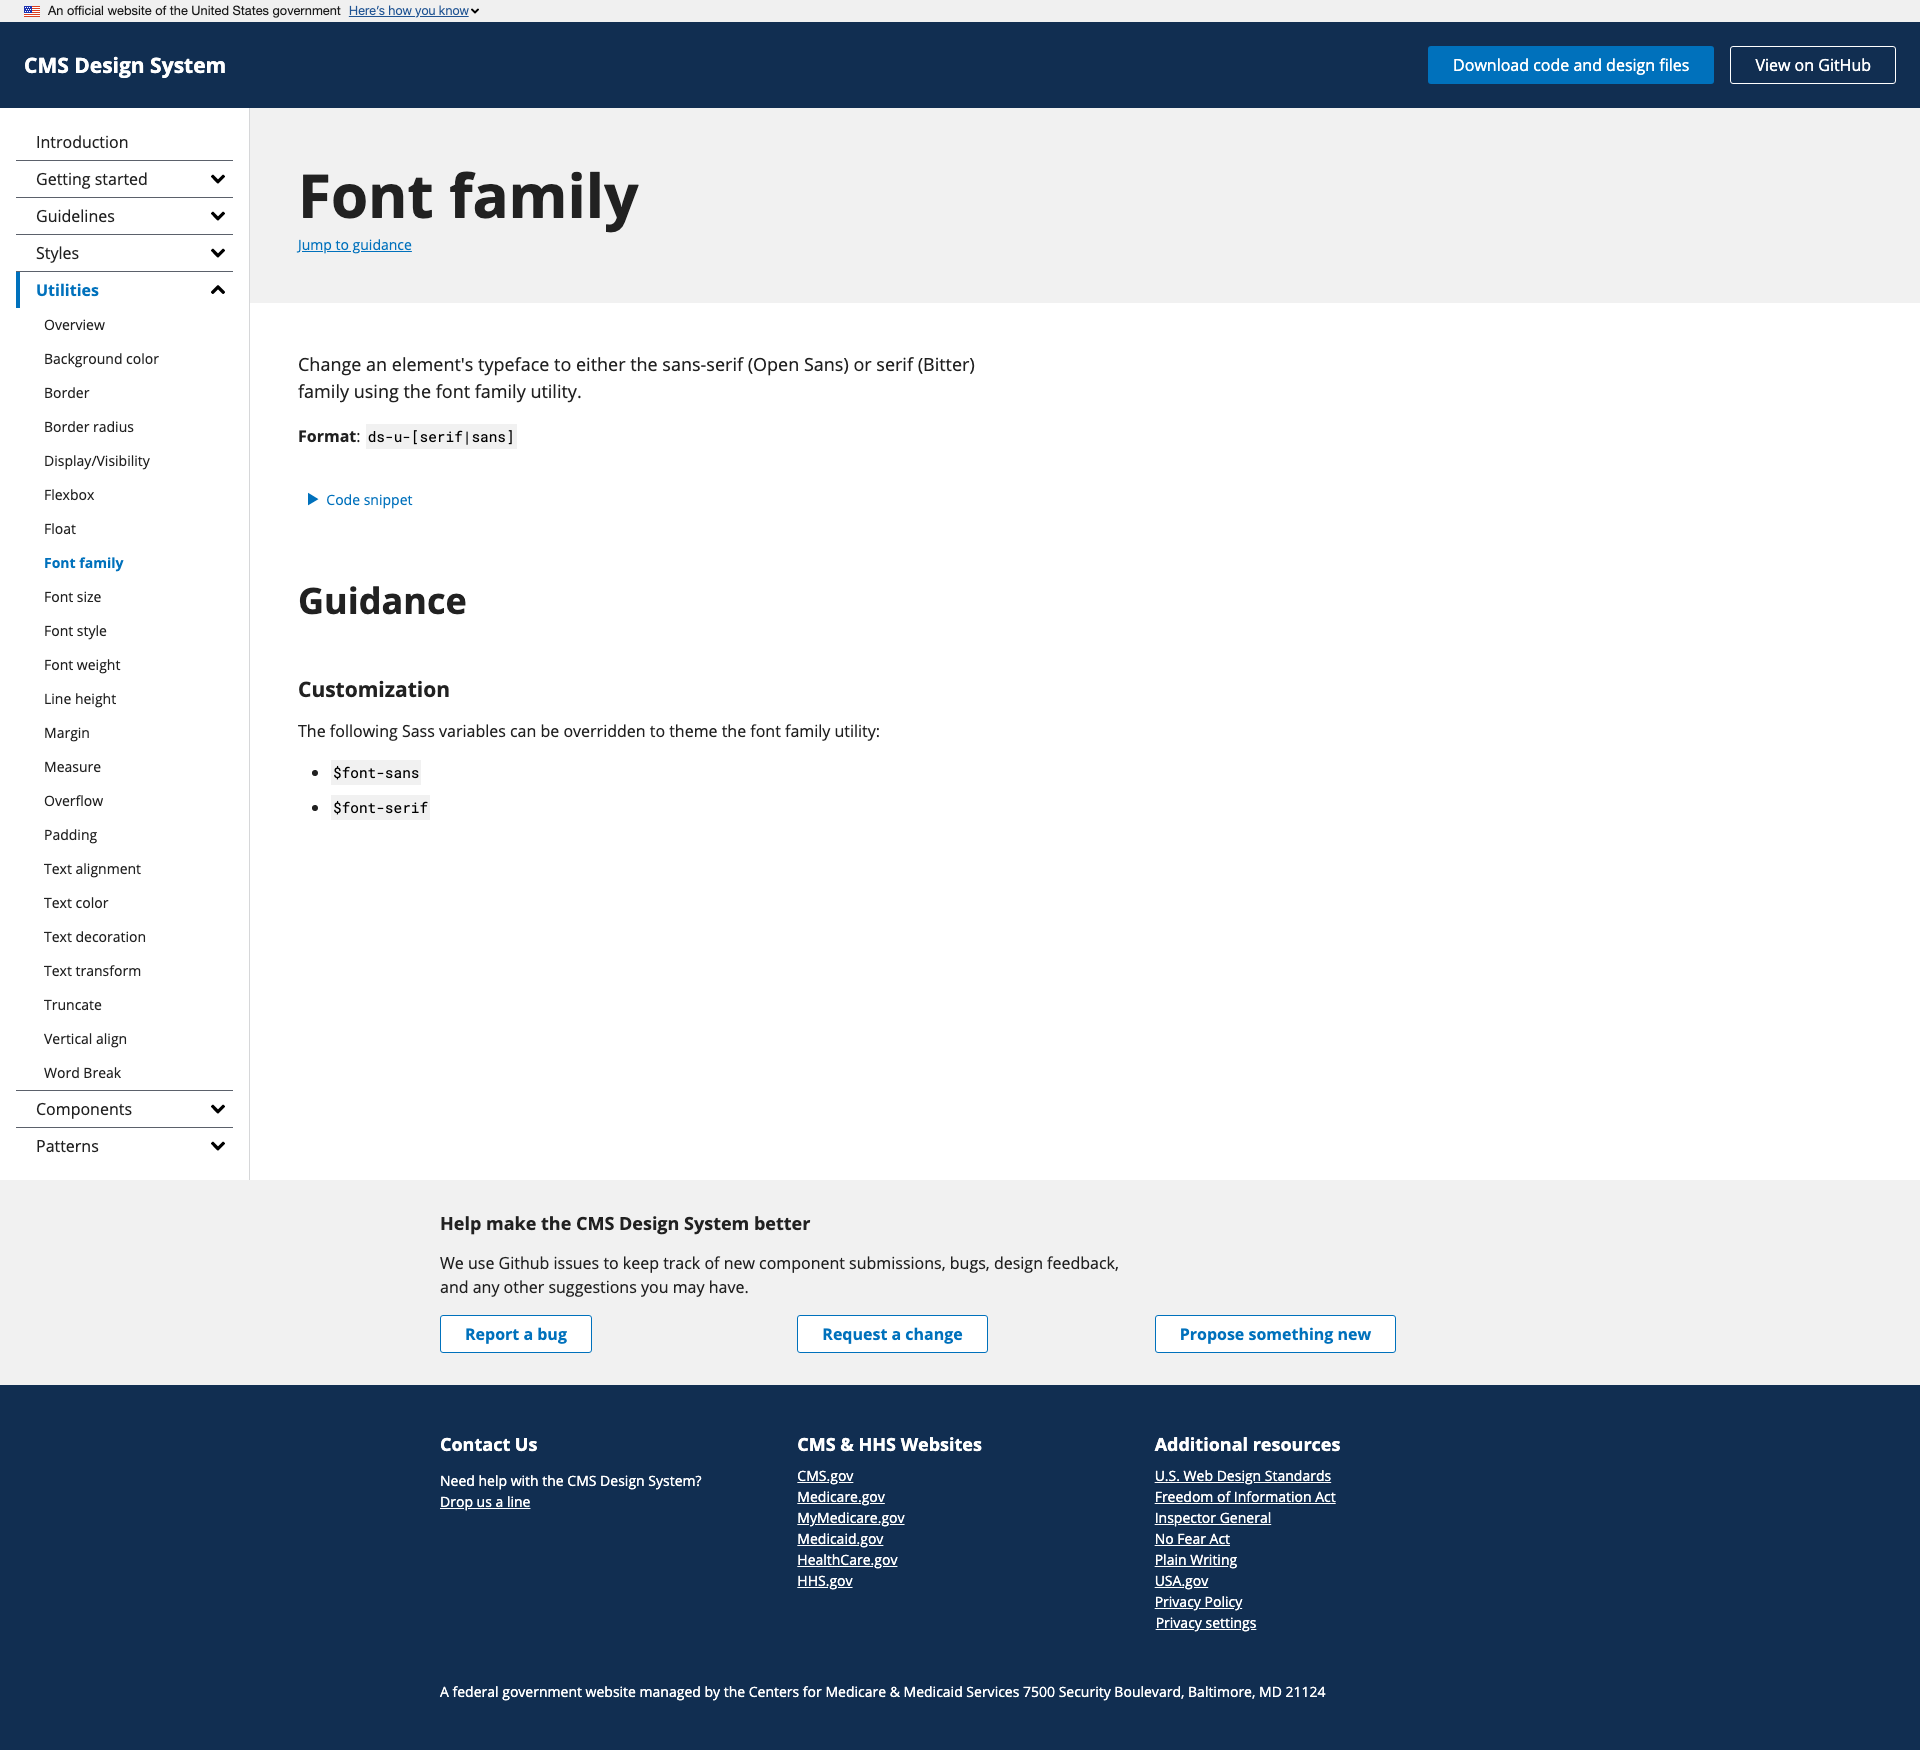 An official website of the United States government Here's how you know
CMS Design System
Download code and design files
View on GitHub
Introduction
Getting started
Guidelines
Styles
Utilities
Overview
Background color
Border
Border radius
Display/Visibility
Flexbox
Float
Font family
Font size
Font style
Font weight
Line height
Margin
Measure
Overflow
Padding
Text alignment
Text color
Text decoration
Text transform
Truncate
Vertical align
Word Break
Components
Patterns
Font family
Jump to guidance
Change an element's typeface to either the sans-serif (Open Sans) or serif (Bitter)
family using the font family utility.
Format: ds-u-[serif|sans]
Code snippet
Guidance
Customization
The following Sass variables can be overridden to theme the font family utility:
$font-sans
$font-serif
Help make the CMS Design System better
We use Github issues to keep track of new component submissions, bugs, design feedback,
and any other suggestions you may have.
Report a bug
Request a change
Propose something new
Contact Us
Need help with the CMS Design System?
Drop us a line
CMS & HHS Websites
CMS.gov
Medicare.gov
MyMedicare.gov
Medicaid.gov
HealthCare.gov
HHS.gov
Additional resources
U.S. Web Design Standards
Freedom of Information Act
Inspector General
No Fear Act
Plain Writing
USA.gov
Privacy Policy
Privacy settings
A federal government website managed by the Centers for Medicare & Medicaid Services 7500 Security Boulevard, Baltimore, MD 21124